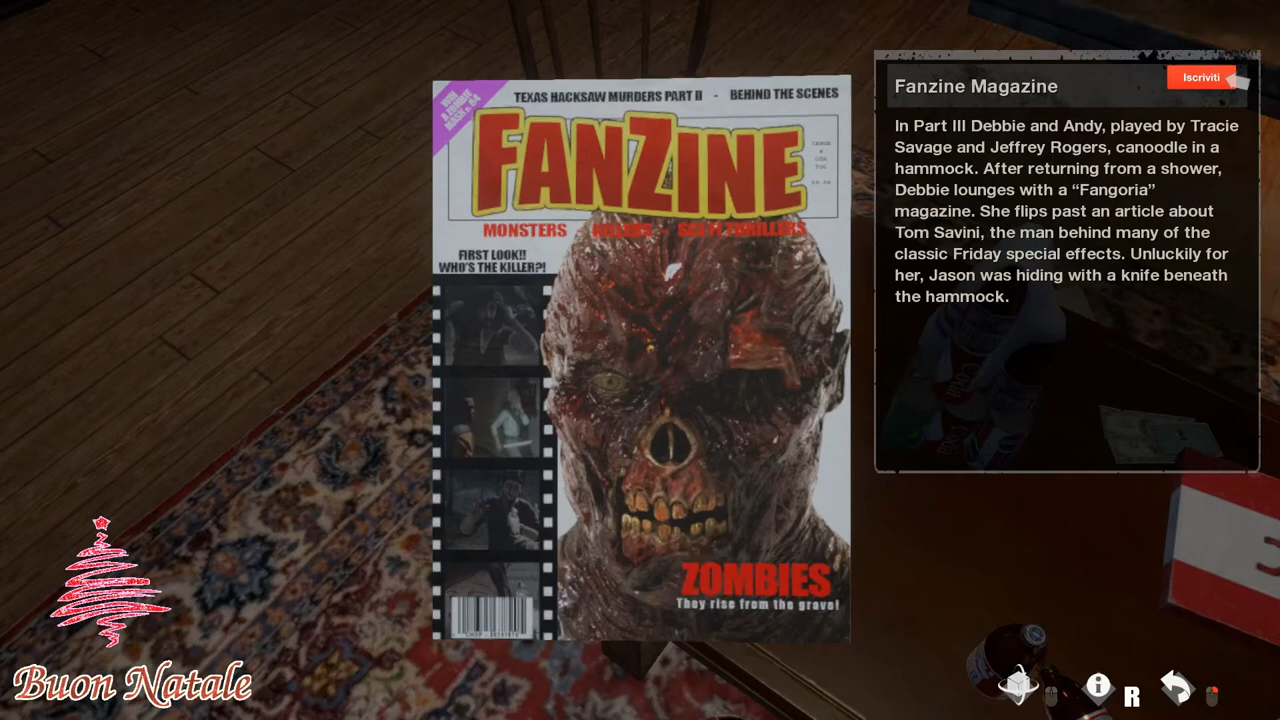 TEXAS HACKSAW MURDERS PART II - BEHIND THE SCENES
FANZINE
MONSTERS - KILLERS - SCI FI THRILLERS
FIRST LOOK!!
WHO'S THE KILLER?!
ZOMBIES
They rise from the grave!
Fanzine Magazine
Iscriviti
In Part III Debbie and Andy, played by Tracie
Savage and Jeffrey Rogers, canoodle in a
hammock. After returning from a shower,
Debbie lounges with a “Fangoria”
magazine. She flips past an article about
Tom Savini, the man behind many of the
classic Friday special effects. Unluckily for
her, Jason was hiding with a knife beneath
the hammock.
Buon Natale
R